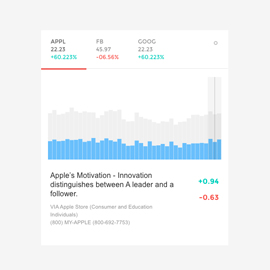 APPL FB GOOG
22.23 45.97 22.23
+60.223% -06.56% +60.223%
Apple's Motivation - Innovation
distinguishes between A leader and a
follower.
+0.94
-0.63
VIA Apple Store (Consumer and Education
Individuals)
(800) MY-APPLE (800-692-7753)